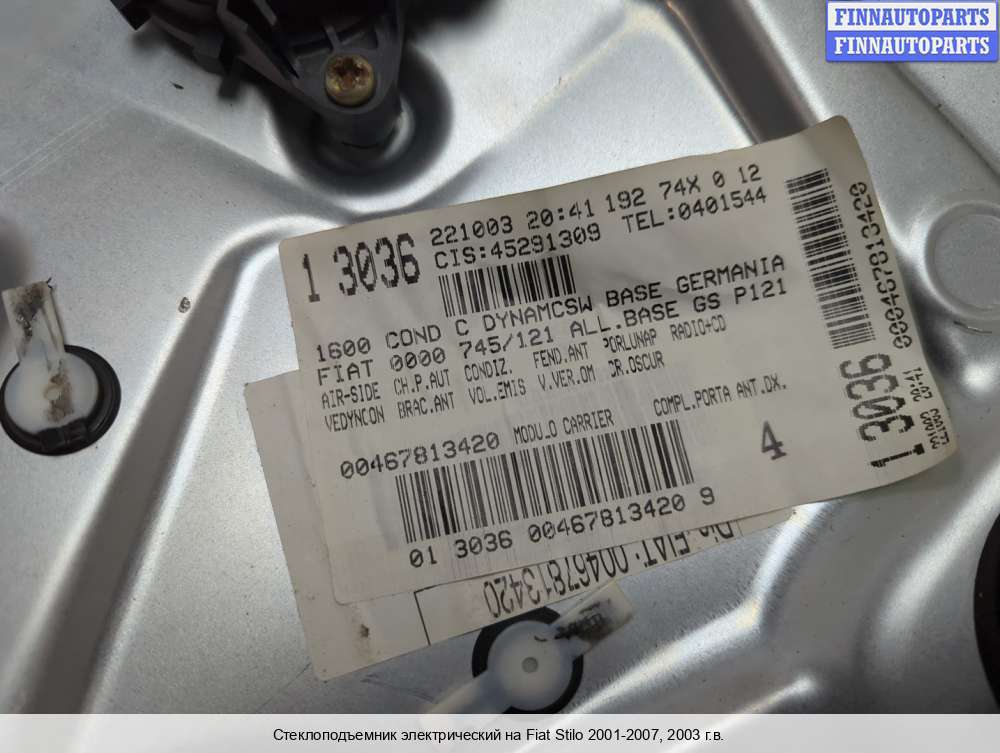 FINNAUTOPARTS
FINNAUTOPARTS
1 3036
221003 20:41 192 74X 0 12
CIS:45291309 TEL:0401544
1600 COND C DYNAMCSW BASE GERMANIA
FIAT 0000 745/121 ALL.BASE GS P121
AIR-SIDE CH.P.AUT CONDIZ. FEND.ANT PORLUNAP RADIO+CD
VEDYNCON BRAC.ANT VOL.EMIS V.VER.OM CR.OSCUR
00467813420 MODU.O CARRIER COMPL.PORTA ANT.DX.
4
01 3036 00467813420 9
00467813420
1 3036
FIAT: 00467813420
Стеклоподъемник электрический на Fiat Stilo 2001-2007, 2003 г.в.